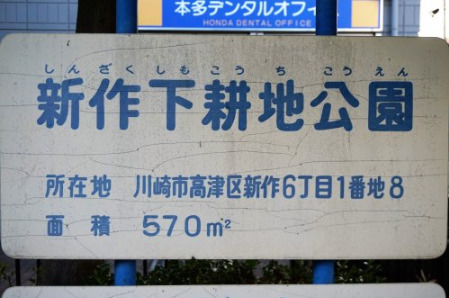 本多デンタルオフィス
HONDA DENTAL OFFICE
しんざくしもこうちこうえん
新作下耕地公園
所在地 川崎市高津区新作6丁目1番地8
面積 570m²